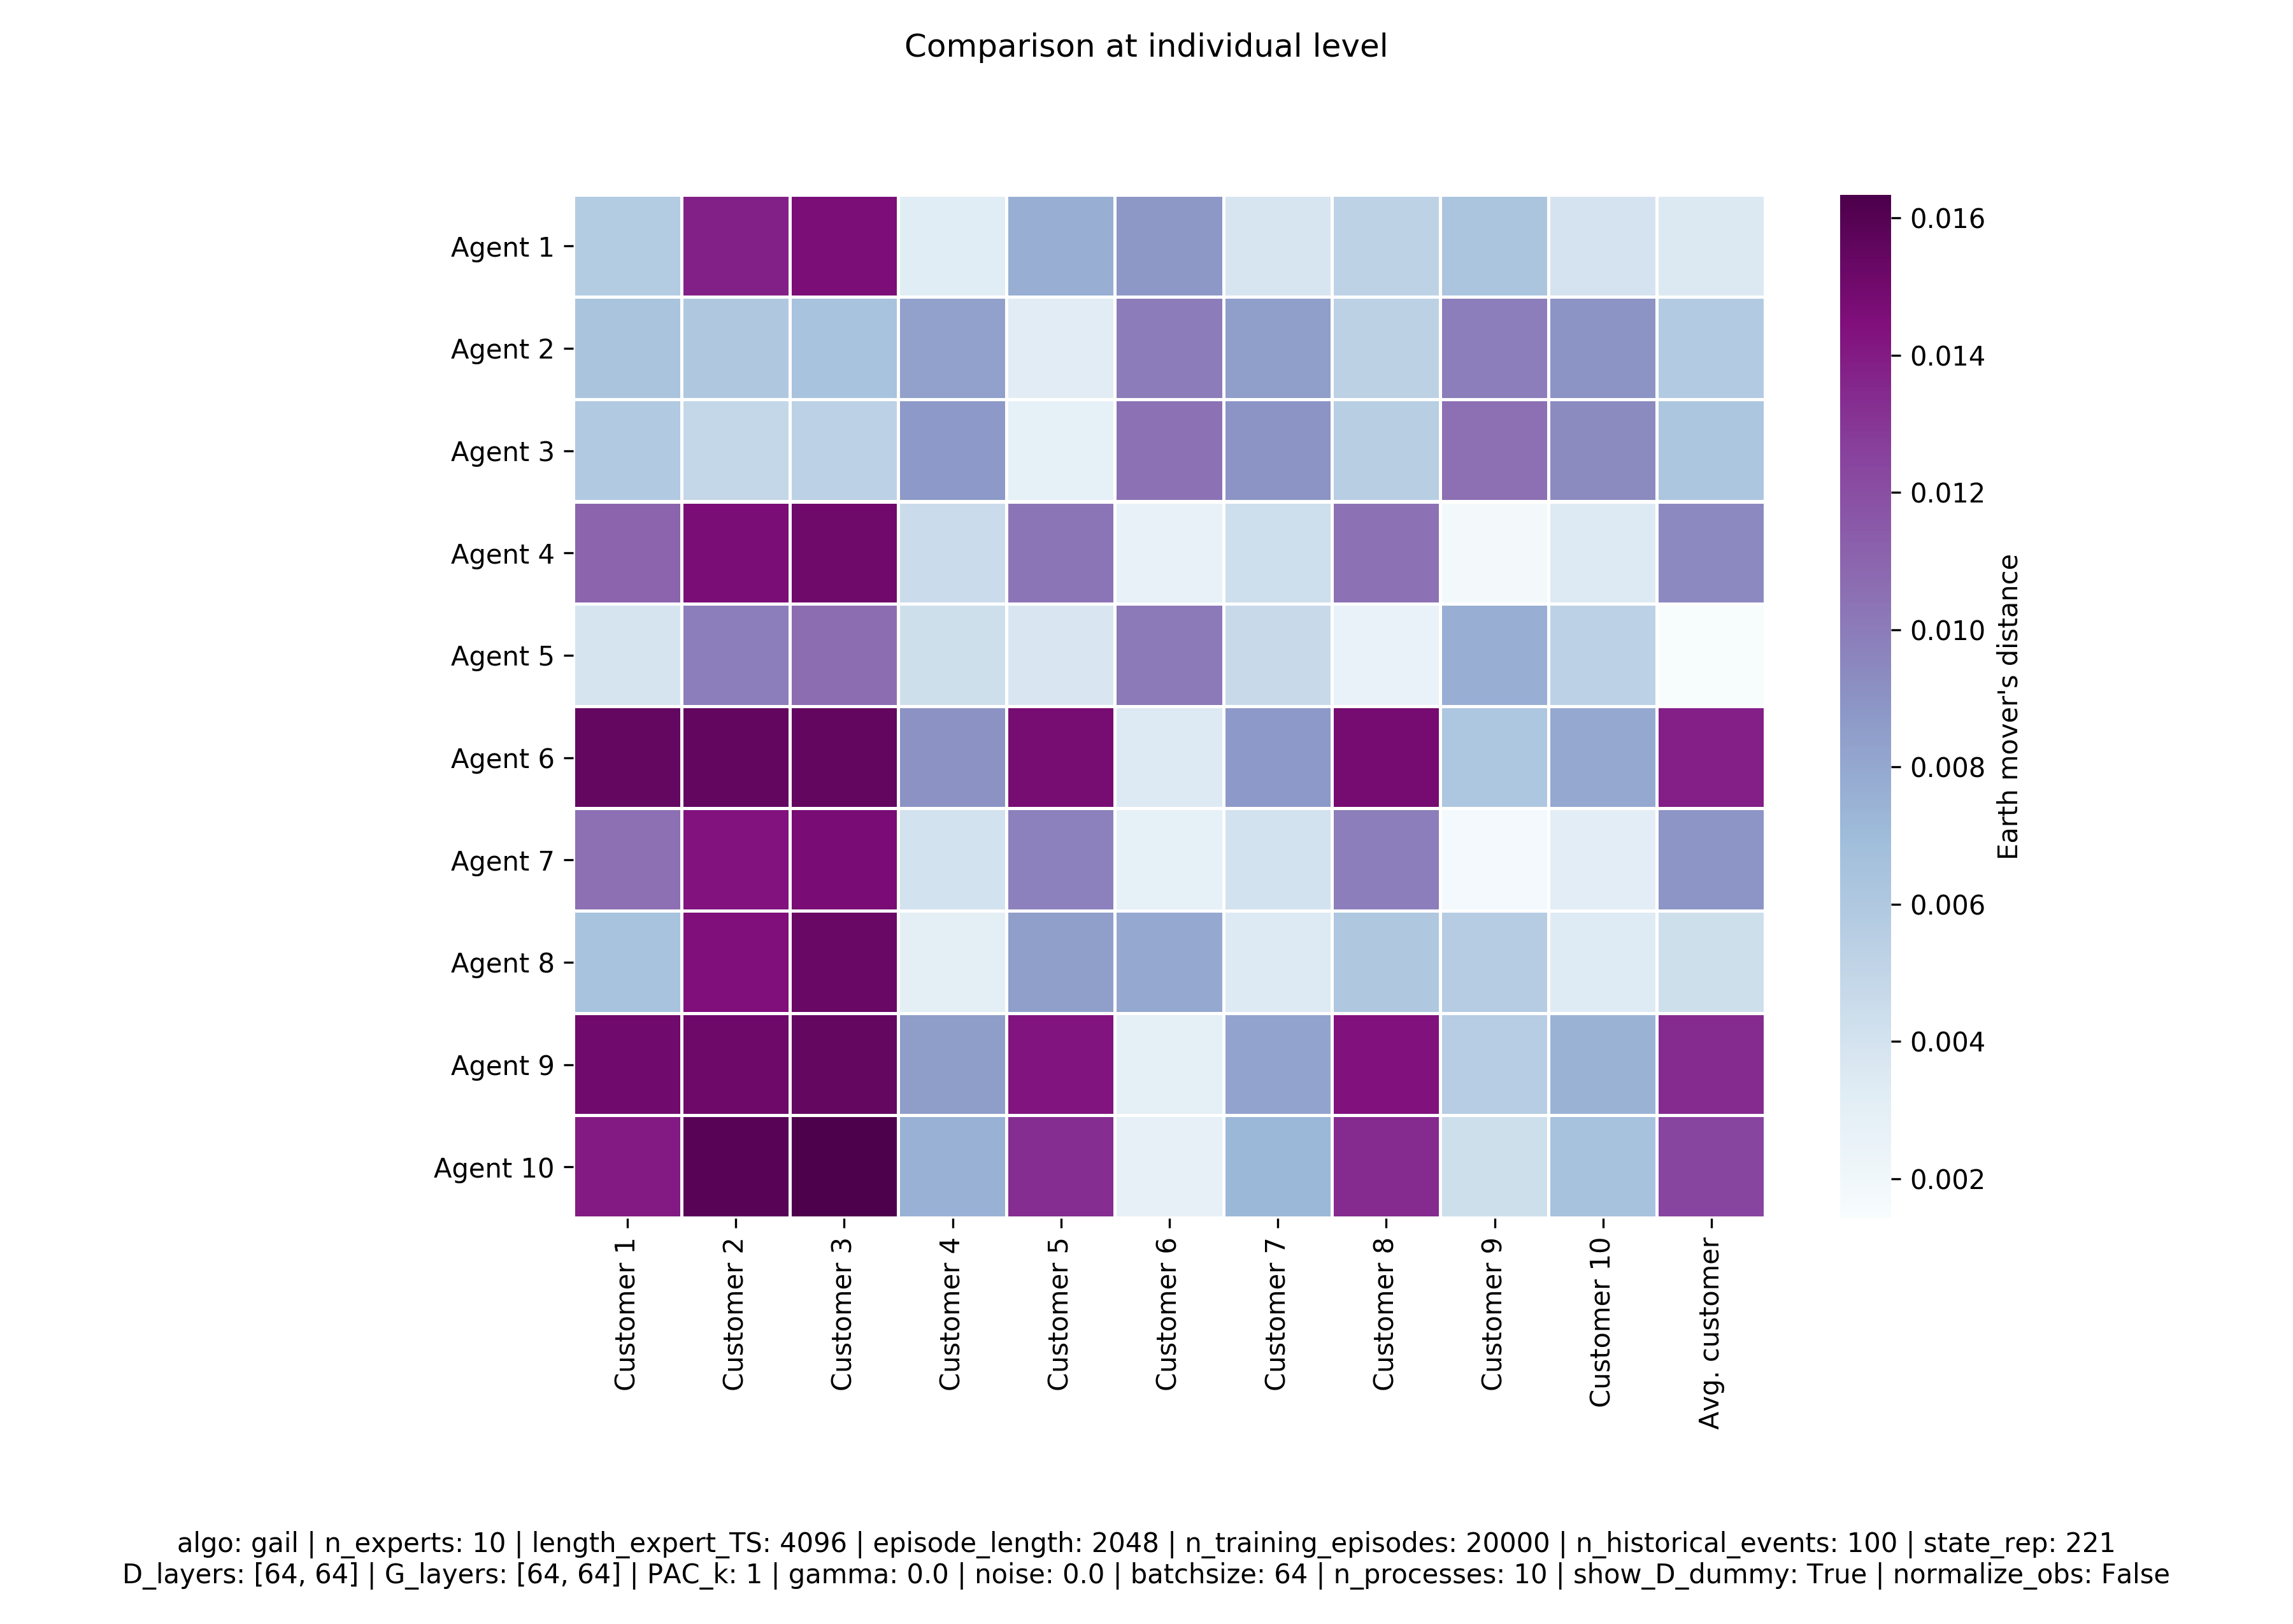 Comparison at individual level
Agent 1
Agent 2
Agent 3
Agent 4
Agent 5
Agent 6
Agent 7
Agent 8
Agent 9
Agent 10
Customer 1
Customer 2
Customer 3
Customer 4
Customer 5
Customer 6
Customer 7
Customer 8
Customer 9
Customer 10
Avg. customer
0.016
0.014
0.012
0.010
0.008
0.006
0.004
0.002
Earth mover's distance
algo: gail | n_experts: 10 | length_expert_TS: 4096 | episode_length: 2048 | n_training_episodes: 20000 | n_historical_events: 100 | state_rep: 221
D_layers: [64, 64] | G_layers: [64, 64] | PAC_k: 1 | gamma: 0.0 | noise: 0.0 | batchsize: 64 | n_processes: 10 | show_D_dummy: True | normalize_obs: False